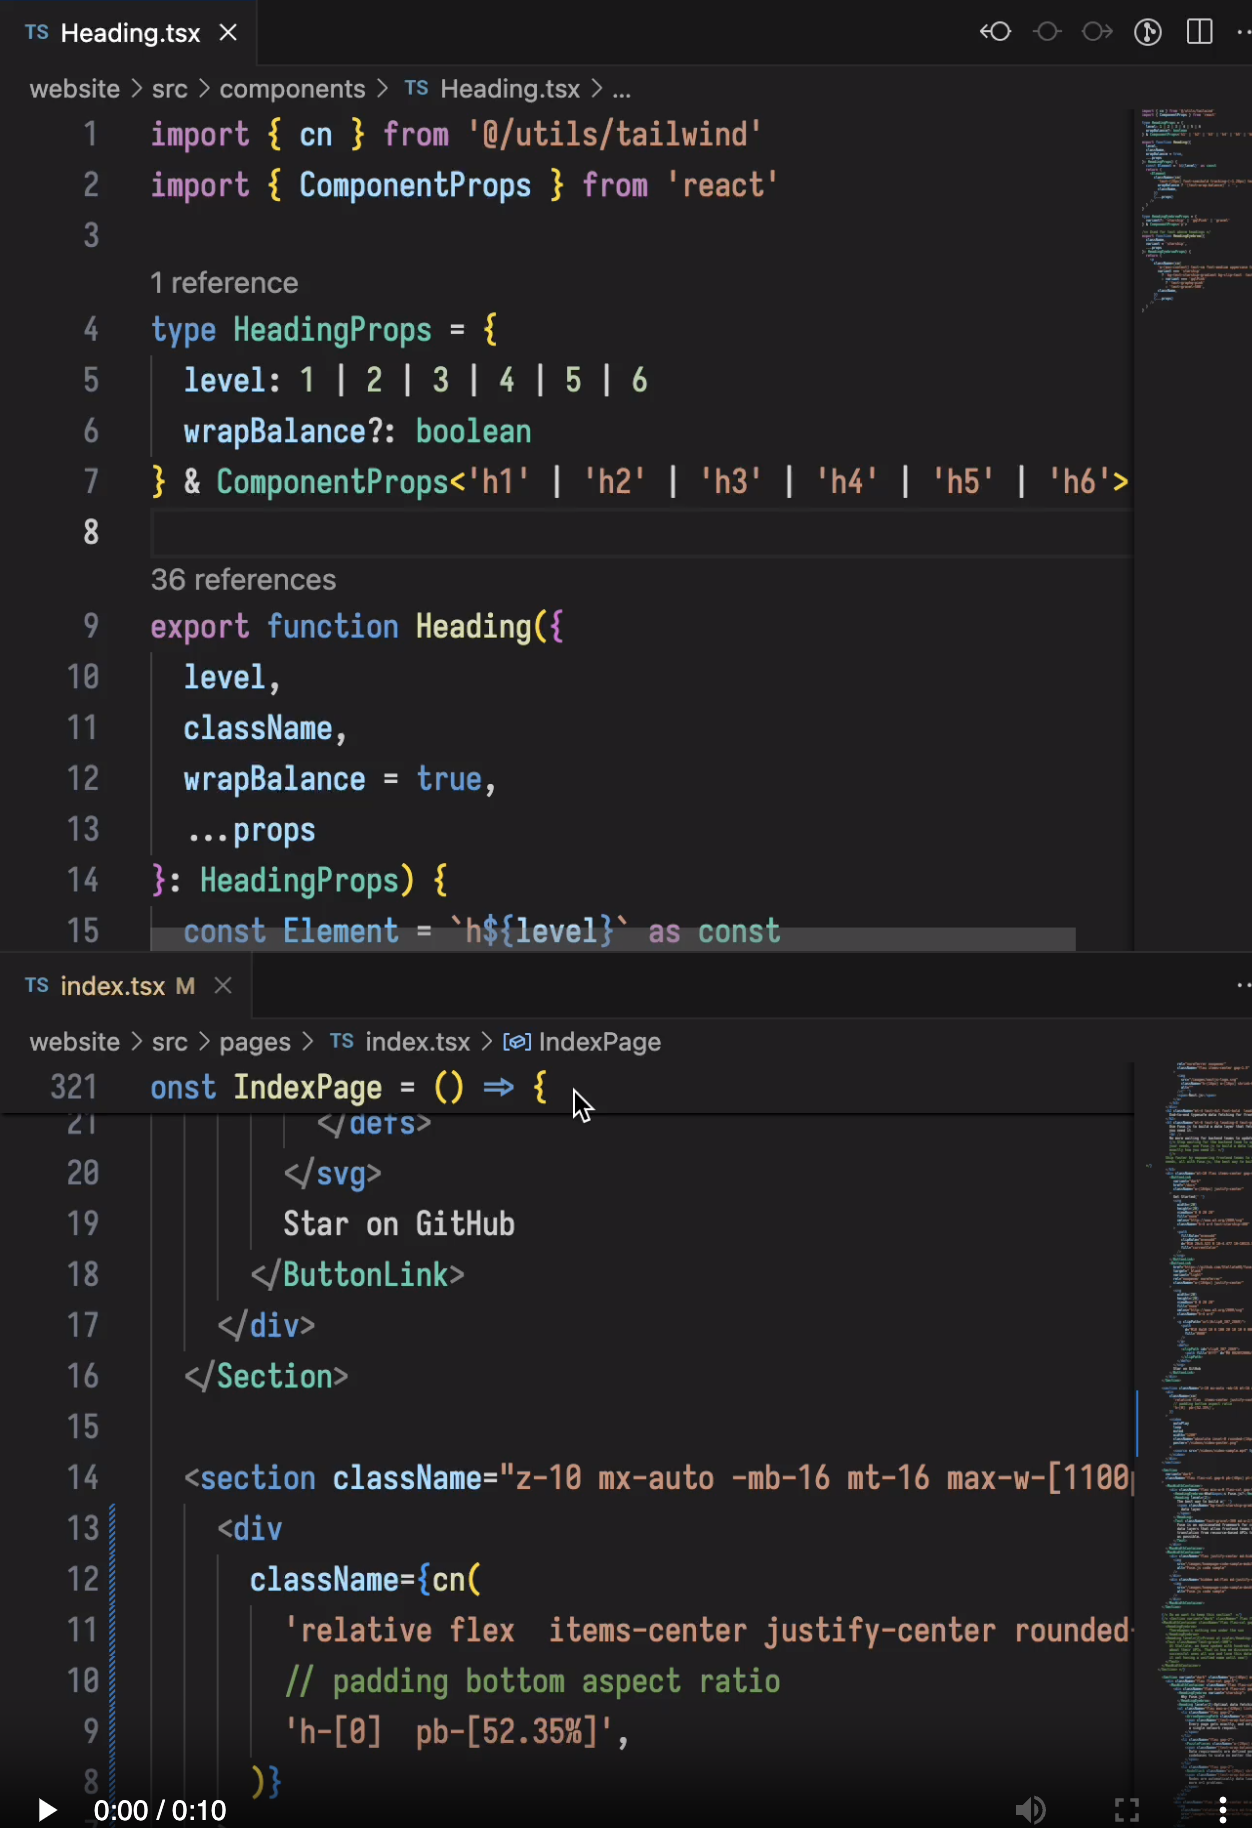 TS Heading.tsx
website > src > components > TS Heading.tsx > ...
1 import { cn } from '@/utils/tailwind'
2 import { ComponentProps } from 'react'
3
1 reference
4 type HeadingProps = {
5 level: 1 | 2 | 3 | 4 | 5 | 6
6 wrapBalance?: boolean
7 } & ComponentProps<'h1' | 'h2' | 'h3' | 'h4' | 'h5' | 'h6'>
8
36 references
9 export function Heading({
10 level,
11 className,
12 wrapBalance = true,
13 ...props
14 }: HeadingProps) {
15 const Element = `h${level}` as const
TS index.tsx M
website > src > pages > TS index.tsx > IndexPage
321 onst IndexPage = () => {
21 </defs>
20 </svg>
19 Star on GitHub
18 </ButtonLink>
17 </div>
16 </Section>
15
14 <section className="z-10 mx-auto -mb-16 mt-16 max-w-[1100
13 <div
12 className={cn(
11 'relative flex  items-center justify-center rounded
10 // padding bottom aspect ratio
9 'h-[0]  pb-[52.35%]',
8 )}
0:00 / 0:10